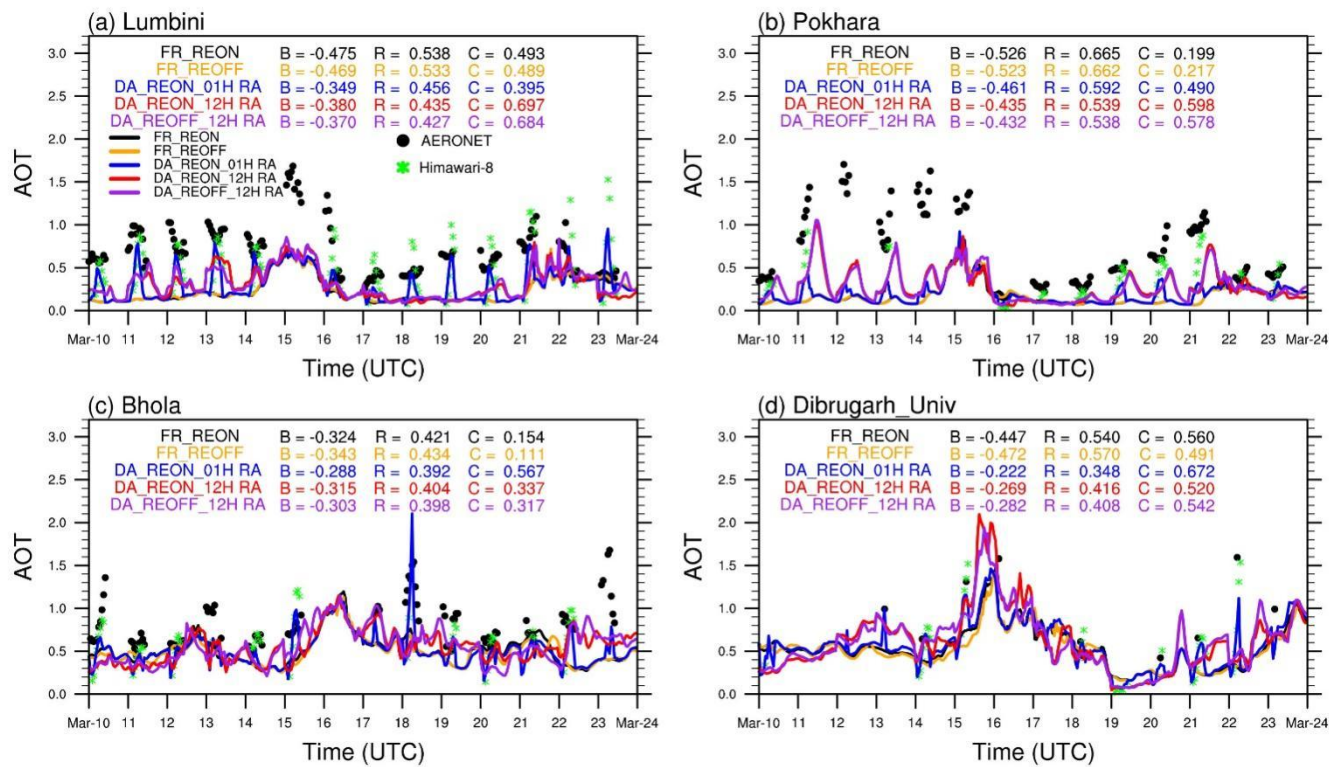 (a) Lumbini
FR_REON B = -0.475 R = 0.538 C = 0.493
FR_REOFF B = -0.469 R = 0.533 C = 0.489
DA_REON_01H RA B = -0.349 R = 0.456 C = 0.395
DA_REON_12H RA B = -0.380 R = 0.435 C = 0.697
DA_REOFF_12H RA B = -0.370 R = 0.427 C = 0.684
FR_REON
FR_REOFF
DA_REON_01H RA
DA_REON_12H RA
DA_REOFF_12H RA
AERONET
Himawari-8
AOT
3.0
2.5
2.0
1.5
1.0
0.5
0.0
Mar-10 11 12 13 14 15 16 17 18 19 20 21 22 23 Mar-24
Time (UTC)
(b) Pokhara
FR_REON B = -0.526 R = 0.665 C = 0.199
FR_REOFF B = -0.523 R = 0.662 C = 0.217
DA_REON_01H RA B = -0.461 R = 0.592 C = 0.490
DA_REON_12H RA B = -0.435 R = 0.539 C = 0.598
DA_REOFF_12H RA B = -0.432 R = 0.538 C = 0.578
AOT
3.0
2.5
2.0
1.5
1.0
0.5
0.0
Mar-10 11 12 13 14 15 16 17 18 19 20 21 22 23 Mar-24
Time (UTC)
(c) Bhola
FR_REON B = -0.324 R = 0.421 C = 0.154
FR_REOFF B = -0.343 R = 0.434 C = 0.111
DA_REON_01H RA B = -0.288 R = 0.392 C = 0.567
DA_REON_12H RA B = -0.315 R = 0.404 C = 0.337
DA_REOFF_12H RA B = -0.303 R = 0.398 C = 0.317
AOT
3.0
2.5
2.0
1.5
1.0
0.5
0.0
Mar-10 11 12 13 14 15 16 17 18 19 20 21 22 23 Mar-24
Time (UTC)
(d) Dibrugarh_Univ
FR_REON B = -0.447 R = 0.540 C = 0.560
FR_REOFF B = -0.472 R = 0.570 C = 0.491
DA_REON_01H RA B = -0.222 R = 0.348 C = 0.672
DA_REON_12H RA B = -0.269 R = 0.416 C = 0.520
DA_REOFF_12H RA B = -0.282 R = 0.408 C = 0.542
AOT
3.0
2.5
2.0
1.5
1.0
0.5
0.0
Mar-10 11 12 13 14 15 16 17 18 19 20 21 22 23 Mar-24
Time (UTC)